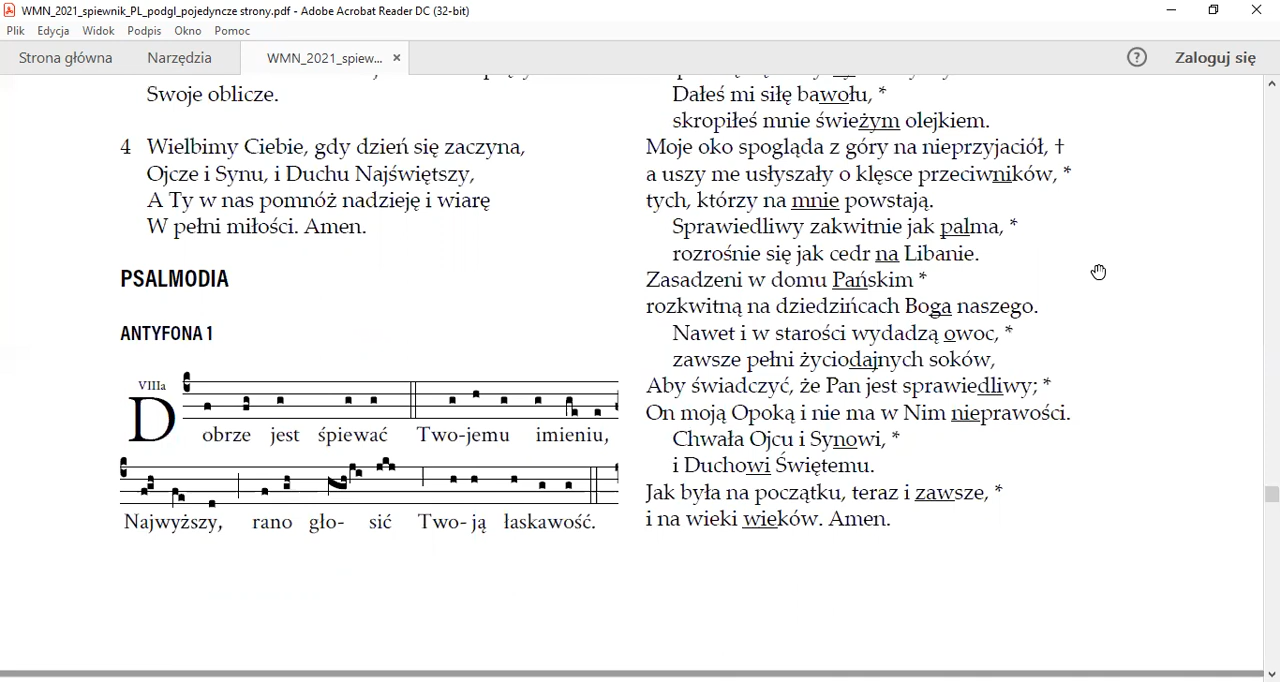 WMN_2021_spiewnik_PL_podgl_pojedyncze strony.pdf - Adobe Acrobat Reader DC (32-bit)
Plik Edycja Widok Podpis Okno Pomoc
Strona główna Narzędzia WMN_2021_spiew... × ? Zaloguj się
Swoje oblicze.
4 Wielbimy Ciebie, gdy dzień się zaczyna,
Ojcze i Synu, i Duchu Najświętszy,
A Ty w nas pomnóż nadzieję i wiarę
W pełni miłości. Amen.
PSALMODIA
ANTYFONA 1
VIIIa
Dobrze jest śpiewać Two-jemu imieniu,
Najwyższy, rano gło- sić Two- ją łaskawość.
Dałeś mi siłę bawołu, *
skropiłeś mnie świeżym olejkiem.
Moje oko spogląda z góry na nieprzyjaciół, †
a uszy me usłyszały o klęsce przeciwników, *
tych, którzy na mnie powstają.
Sprawiedliwy zakwitnie jak palma, *
rozrośnie się jak cedr na Libanie.
Zasadzeni w domu Pańskim *
rozkwitną na dziedzińcach Boga naszego.
Nawet i w starości wydadzą owoc, *
zawsze pełni życiodajnych soków,
Aby świadczyć, że Pan jest sprawiedliwy; *
On moją Opoką i nie ma w Nim nieprawości.
Chwała Ojcu i Synowi, *
i Duchowi Świętemu.
Jak była na początku, teraz i zawsze, *
i na wieki wieków. Amen.